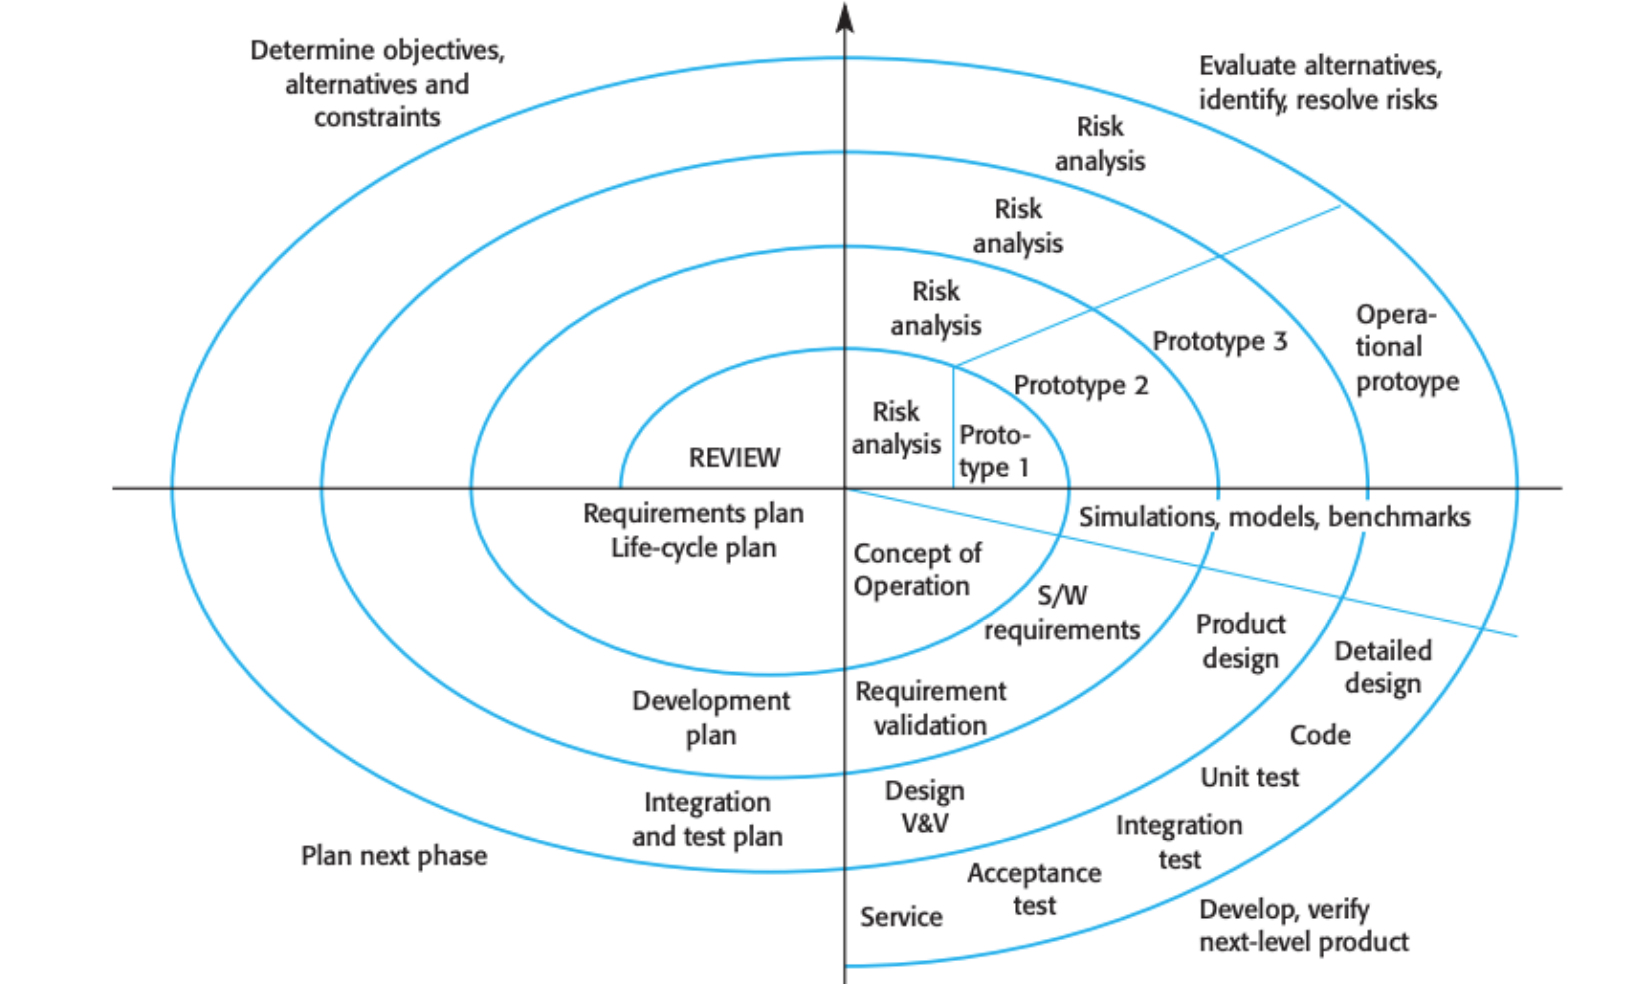 Determine objectives,
alternatives and
constraints
Evaluate alternatives,
identify, resolve risks
Risk
analysis
Risk
analysis
Risk
analysis
Risk
analysis
Proto-
type 1
Prototype 2
Prototype 3
Opera-
tional
protoype
REVIEW
Requirements plan
Life-cycle plan
Simulations, models, benchmarks
Concept of
Operation
S/W
requirements
Product
design
Detailed
design
Development
plan
Requirement
validation
Code
Unit test
Integration
and test plan
Design
V&V
Integration
test
Plan next phase
Acceptance
test
Service
Develop, verify
next-level product